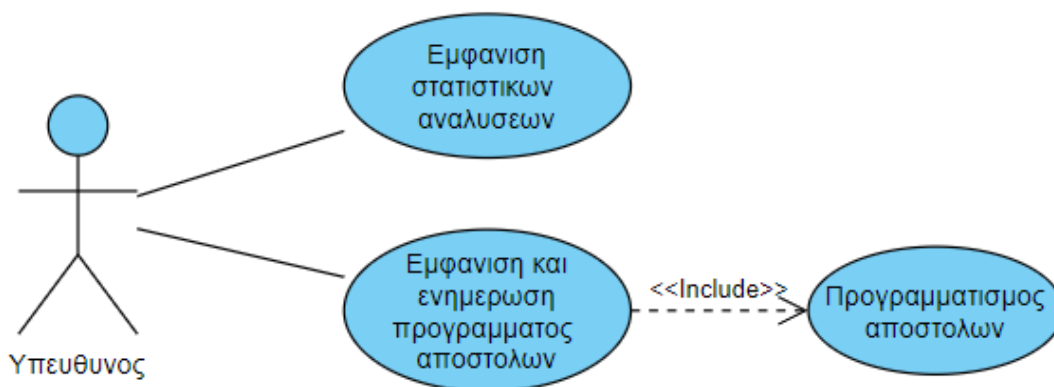 Εμφανιση
στατιστικων
αναλυσεων
Υπευθυνος
Εμφανιση και
ενημερωση
προγραμματος
αποστολων
<<Include>>
Προγραμματισμος
αποστολων